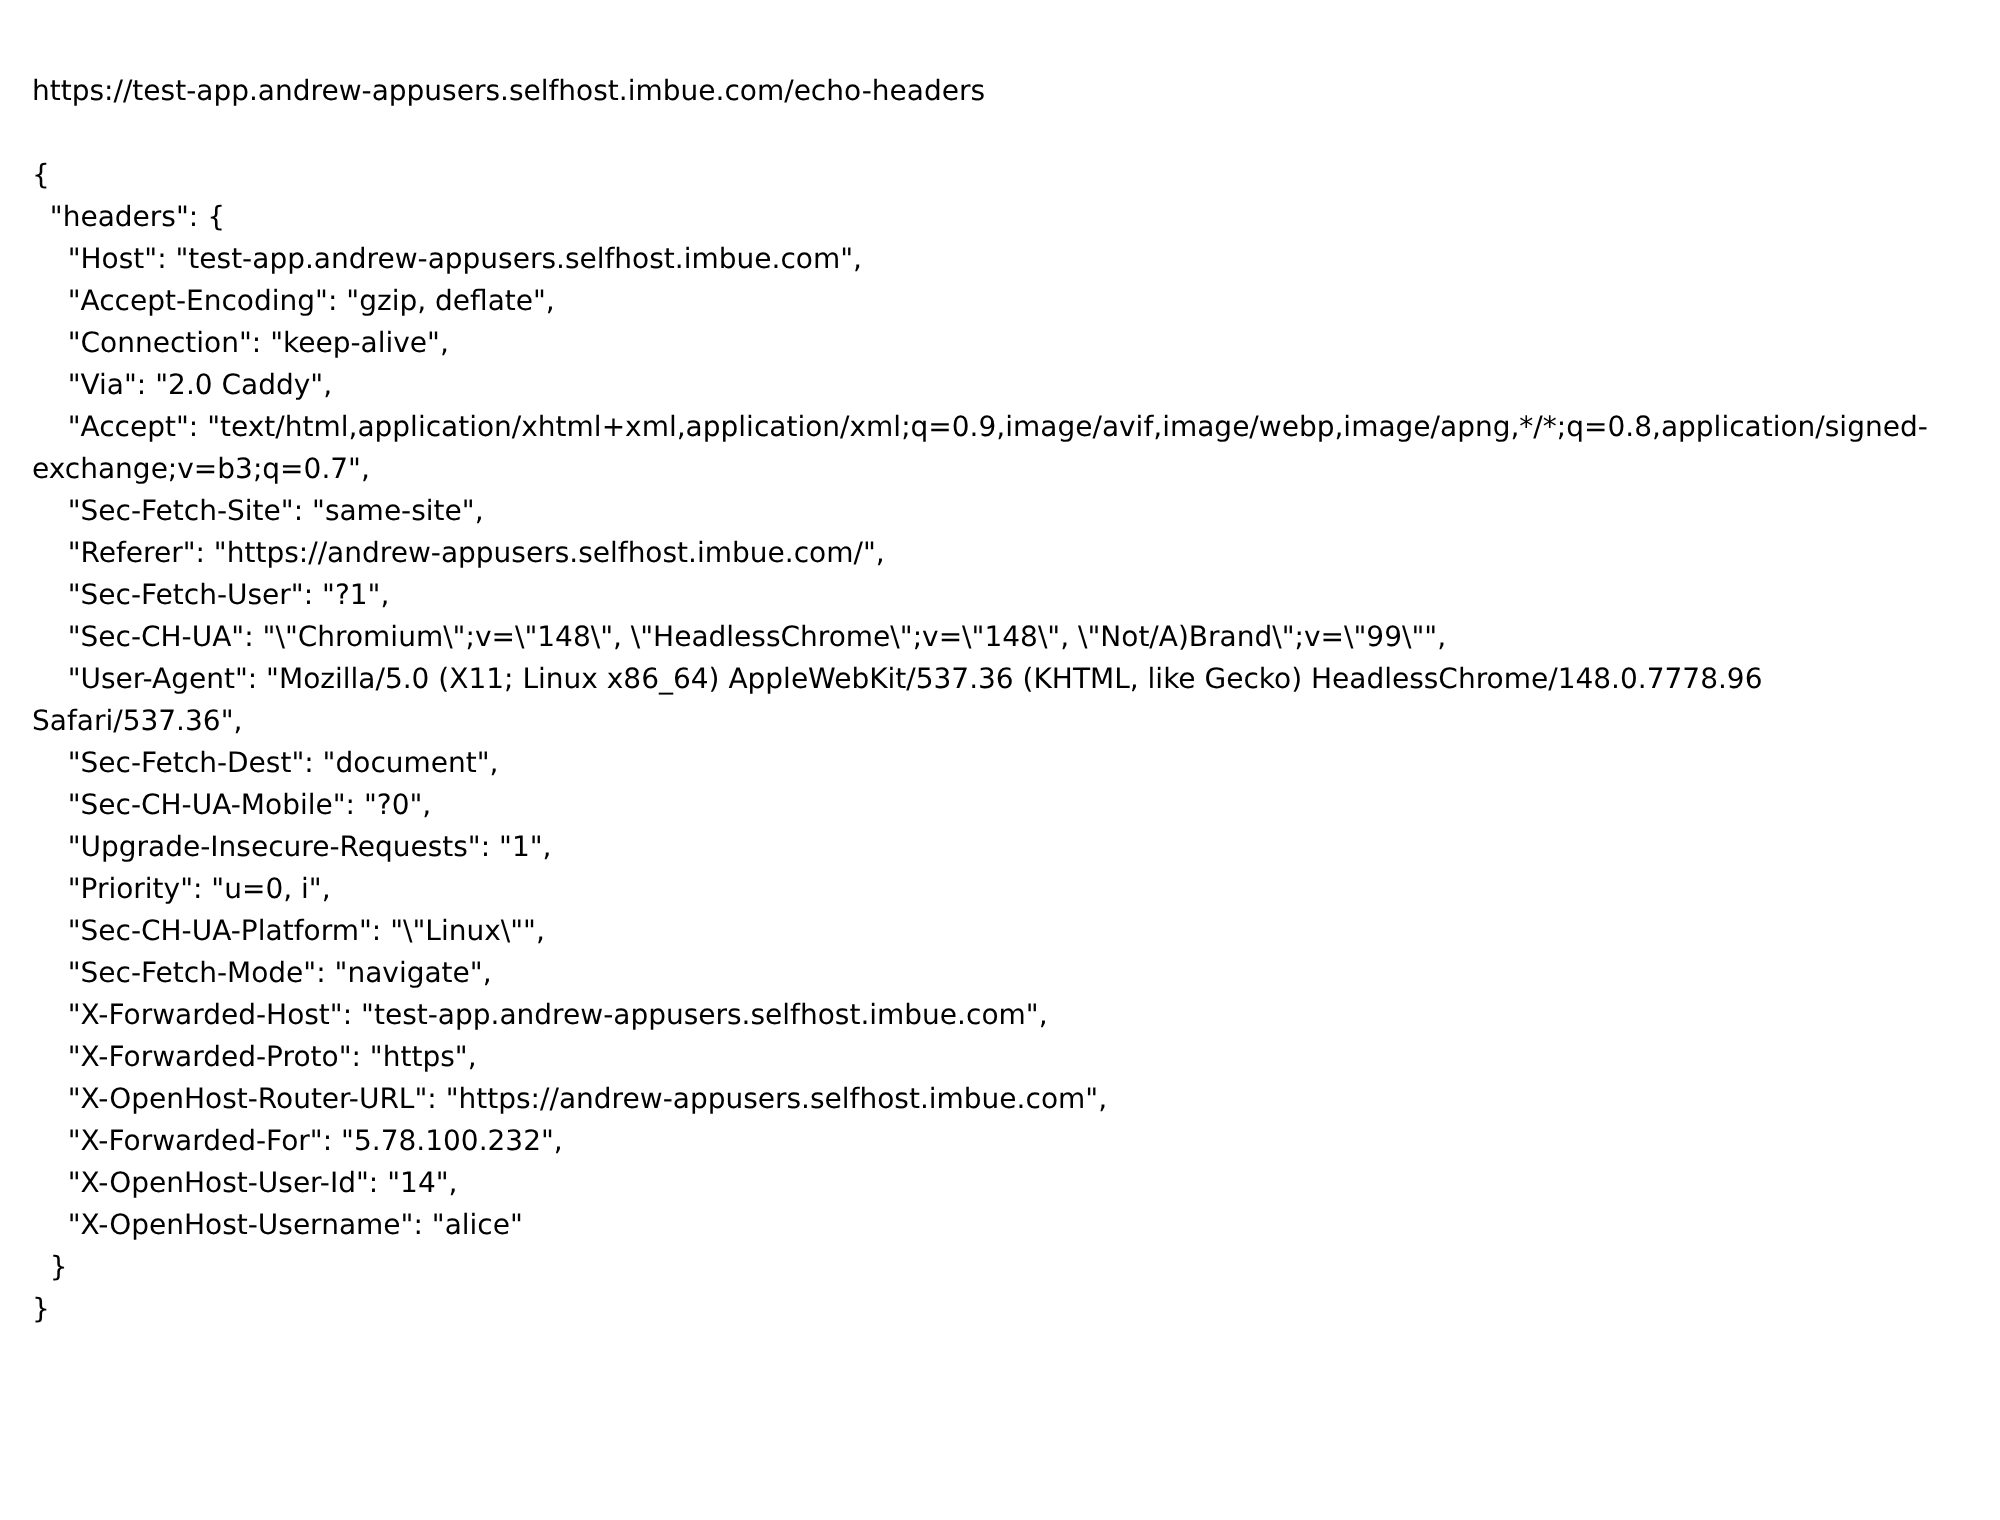 https://test-app.andrew-appusers.selfhost.imbue.com/echo-headers
{
"headers": {
"Host": "test-app.andrew-appusers.selfhost.imbue.com",
"Accept-Encoding": "gzip, deflate",
"Connection": "keep-alive",
"Via": "2.0 Caddy",
"Accept": "text/html,application/xhtml+xml,application/xml;q=0.9,image/avif,image/webp,image/apng,*/*;q=0.8,application/signed-
exchange;v=b3;q=0.7",
"Sec-Fetch-Site": "same-site",
"Referer": "https://andrew-appusers.selfhost.imbue.com/",
"Sec-Fetch-User": "?1",
"Sec-CH-UA": "\"Chromium\";v=\"148\", \"HeadlessChrome\";v=\"148\", \"Not/A)Brand\";v=\"99\"",
"User-Agent": "Mozilla/5.0 (X11; Linux x86_64) AppleWebKit/537.36 (KHTML, like Gecko) HeadlessChrome/148.0.7778.96
Safari/537.36",
"Sec-Fetch-Dest": "document",
"Sec-CH-UA-Mobile": "?0",
"Upgrade-Insecure-Requests": "1",
"Priority": "u=0, i",
"Sec-CH-UA-Platform": "\"Linux\"",
"Sec-Fetch-Mode": "navigate",
"X-Forwarded-Host": "test-app.andrew-appusers.selfhost.imbue.com",
"X-Forwarded-Proto": "https",
"X-OpenHost-Router-URL": "https://andrew-appusers.selfhost.imbue.com",
"X-Forwarded-For": "5.78.100.232",
"X-OpenHost-User-Id": "14",
"X-OpenHost-Username": "alice"
}
}